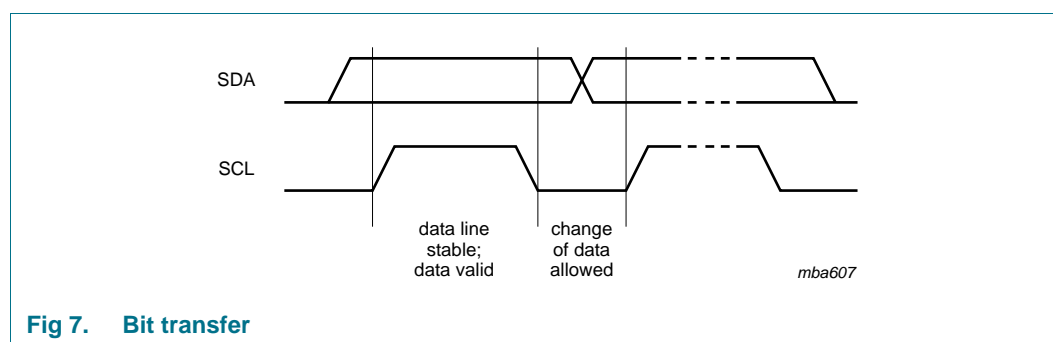 SDA
SCL
data line
stable;
data valid
change
of data
allowed
mba607
Fig 7. Bit transfer